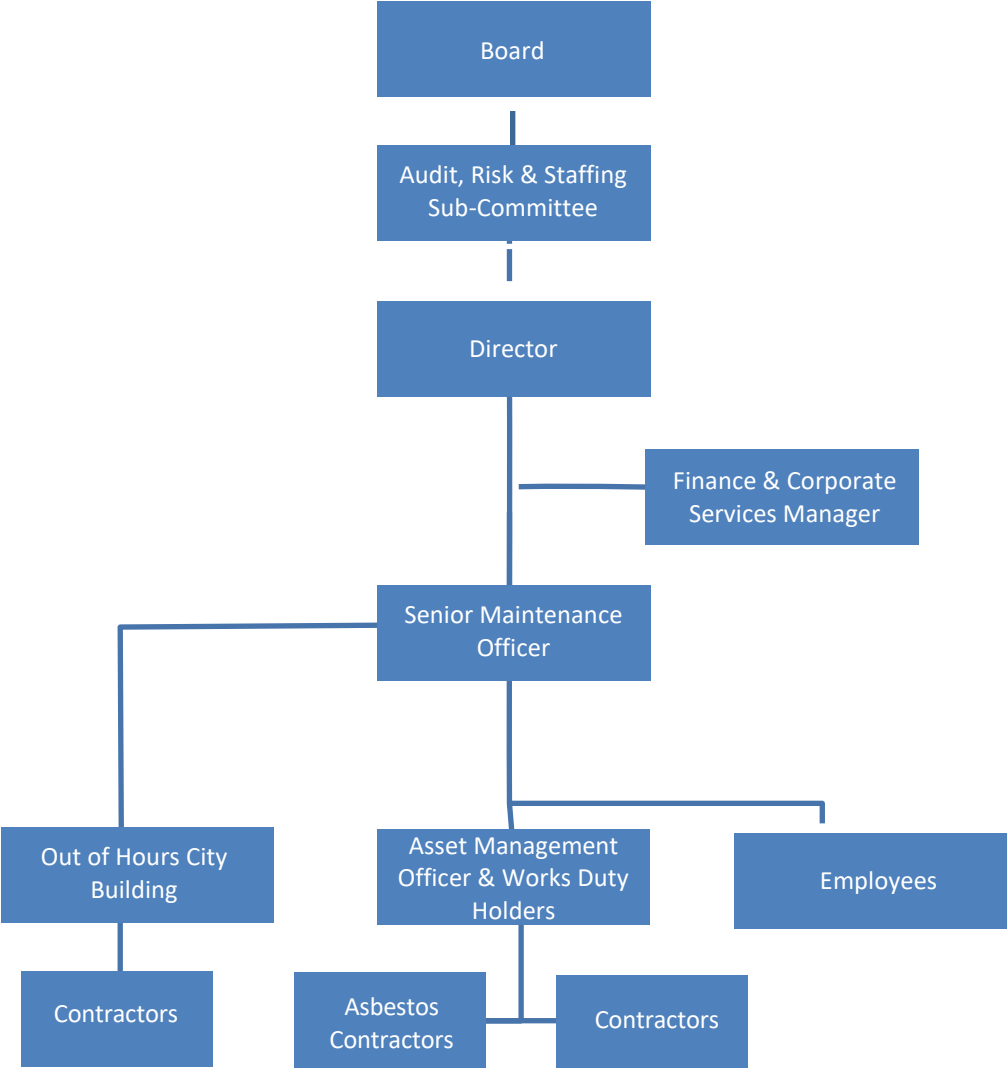 Board
Audit, Risk & Staffing
Sub-Committee
Director
Finance & Corporate
Services Manager
Senior Maintenance
Officer
Out of Hours City
Building
Asset Management
Officer & Works Duty
Holders
Employees
Contractors
Asbestos
Contractors
Contractors